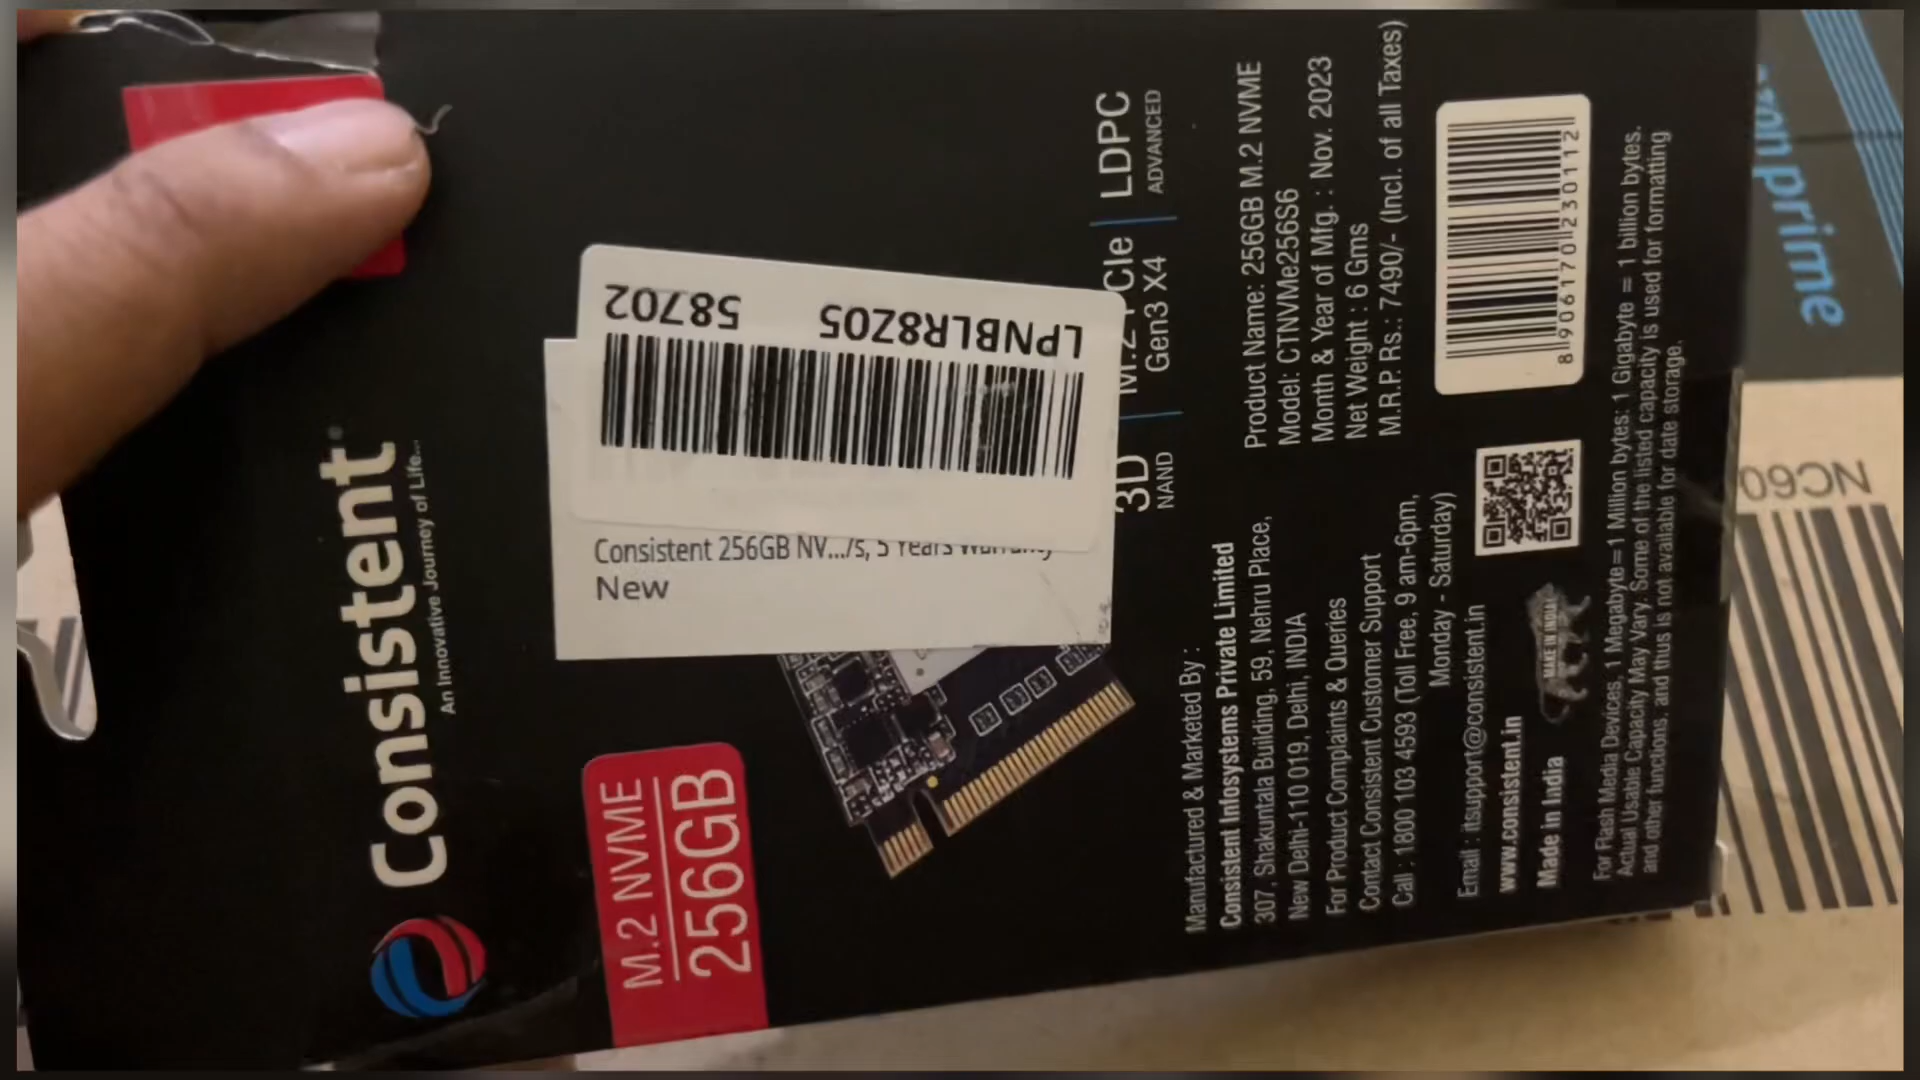 Consistent
An Innovative Journey of Life...
M.2 NVME
256GB
LPNBLR8Z05 58702
Consistent 256GB NV.../s, 5 Years Warranty
New
3D
NAND
M.2 PCIe
Gen3 X4
LDPC
ADVANCED
Manufactured & Marketed By :
Consistent Infosystems Private Limited
307, Shakuntala Building, 59, Nehru Place,
New Delhi-110 019, Delhi, INDIA
For Product Complaints & Queries
Contact Consistent Customer Support
Call : 1800 103 4593 (Toll Free, 9 am-6pm,
Monday - Saturday)
Email : itsupport@consistent.in
www.consistent.in
Made in India
MAKE IN INDIA
Product Name: 256GB M.2 NVME
Model: CTNVMe256S6
Month & Year of Mfg. : Nov. 2023
Net Weight : 6 Gms
M.R.P. Rs.: 7490/- (Incl. of all Taxes)
8 906170 230112
For Flash Media Devices, 1 Megabyte=1 Million bytes: 1 Gigabyte = 1 billion bytes.
Actual Usable Capacity May Vary. Some of the listed capacity is used for formatting
and other functions, and thus is not available for date storage.
prime
NC60